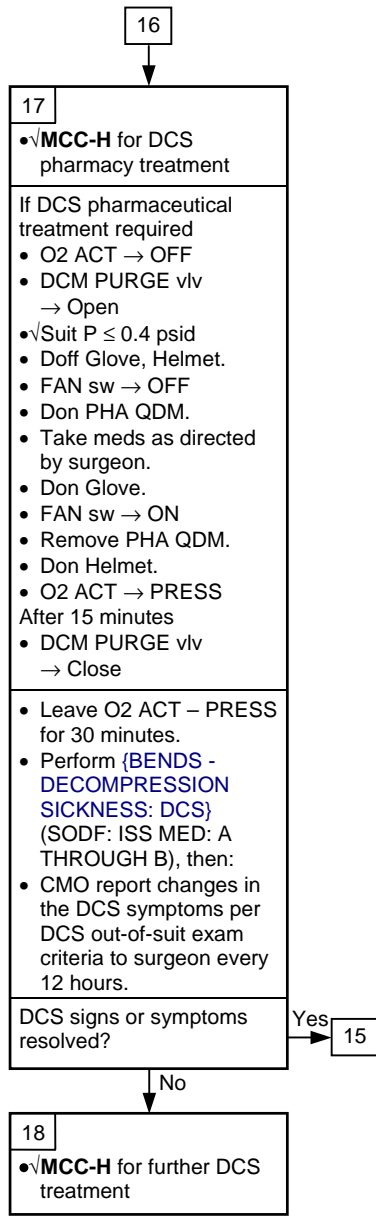 16
17
•√MCC-H for DCS
pharmacy treatment
If DCS pharmaceutical
treatment required
• O2 ACT → OFF
• DCM PURGE vlv
→ Open
•√Suit P ≤ 0.4 psid
• Doff Glove, Helmet.
• FAN sw → OFF
• Don PHA QDM.
• Take meds as directed
by surgeon.
• Don Glove.
• FAN sw → ON
• Remove PHA QDM.
• Don Helmet.
• O2 ACT → PRESS
After 15 minutes
• DCM PURGE vlv
→ Close
• Leave O2 ACT – PRESS
for 30 minutes.
• Perform {BENDS -
DECOMPRESSION
SICKNESS: DCS}
(SODF: ISS MED: A
THROUGH B), then:
• CMO report changes in
the DCS symptoms per
DCS out-of-suit exam
criteria to surgeon every
12 hours.
DCS signs or symptoms
resolved?
Yes
15
No
18
•√MCC-H for further DCS
treatment